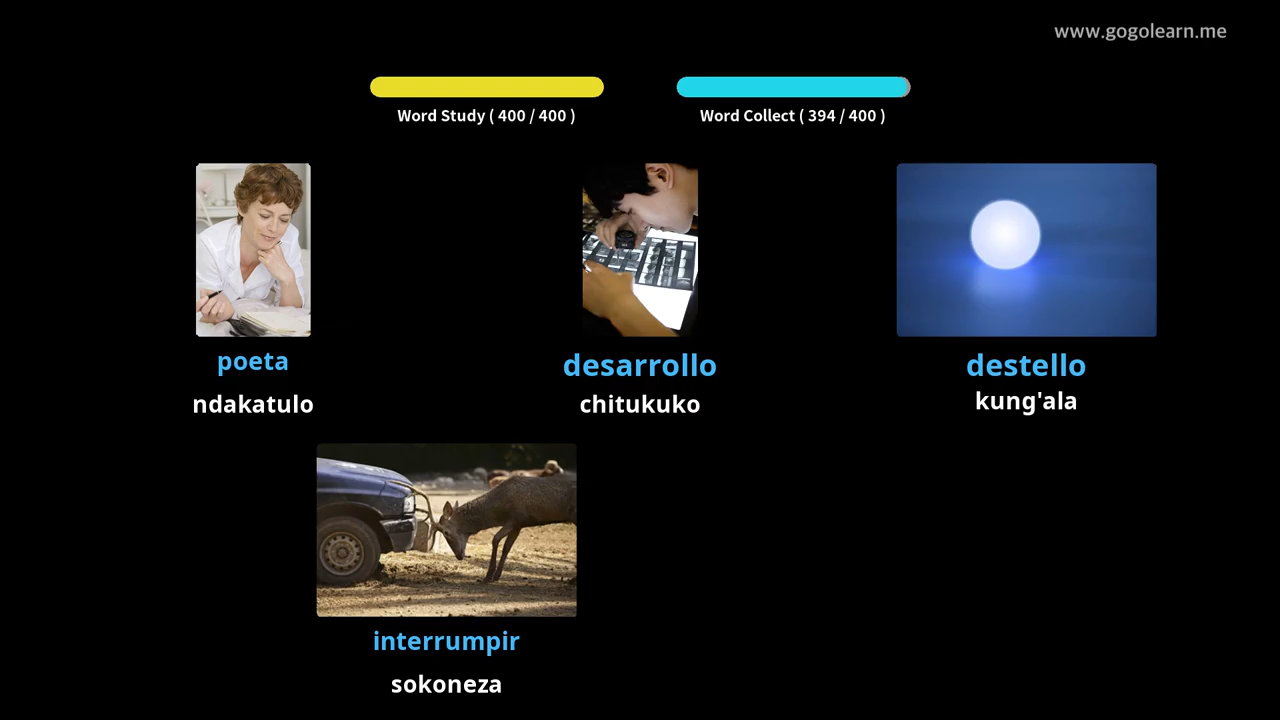 www.gogolearn.me
Word Study ( 400 / 400 )
Word Collect ( 394 / 400 )
poeta
ndakatulo
desarrollo
chitukuko
destello
kung'ala
interrumpir
sokoneza